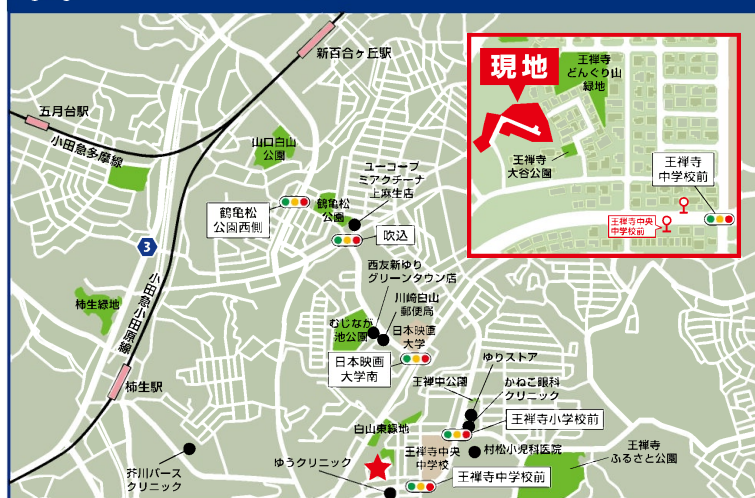 新百合ヶ丘駅
五月台駅
小田急多摩線
山口白山
公園
ユーコープ
ミアクチーナ
上麻生店
鶴亀松
公園西側
鶴亀松
公園
吹込
3
西友新ゆり
グリーンタウン店
川崎白山
郵便局
柿生緑地
小田急小田原線
むじなが
池公園
日本映画
大学
日本映画
大学南
柿生駅
王禅中公園
ゆりストア
かねこ眼科
クリニック
王禅寺小学校前
白山東緑地
王禅寺中央
中学校
村松小児科医院
王禅寺
ふるさと公園
芥川バース
クリニック
ゆうクリニック
王禅寺中学校前
現地
王禅寺
どんぐり山
緑地
王禅寺
大谷公園
王禅寺
中学校前
王禅寺中央
中学校前